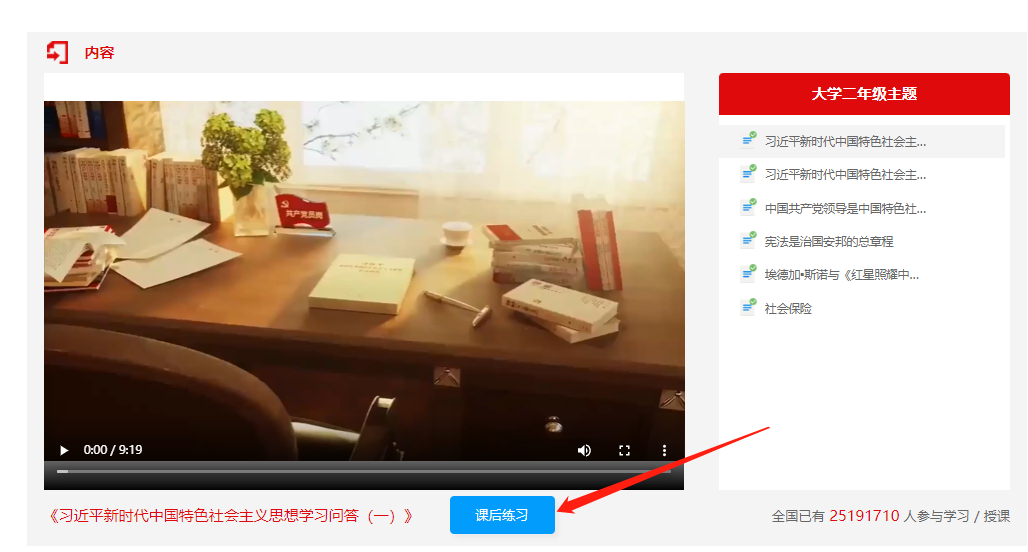 内容
大学二年级主题
共产党员网
习近平新时代中国特色社会主...
习近平新时代中国特色社会主...
中国共产党领导是中国特色社...
宪法是治国安邦的总章程
埃德加•斯诺与《红星照耀中...
社会保险
0:00 / 9:19
《习近平新时代中国特色社会主义思想学习问答（一）》
课后练习
全国已有 25191710 人参与学习 / 授课